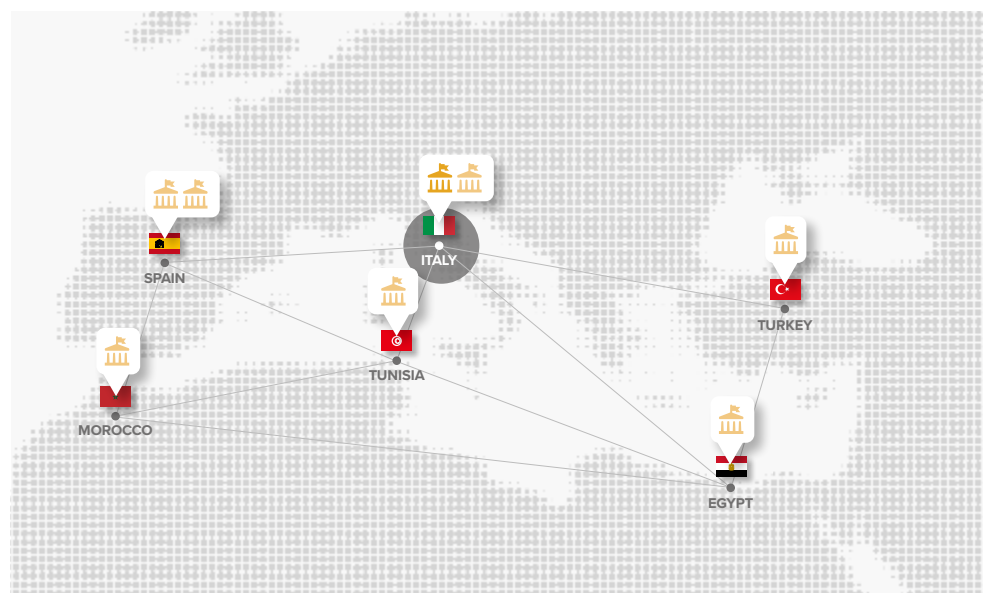 ITALY
SPAIN
TURKEY
TUNISIA
MOROCCO
EGYPT